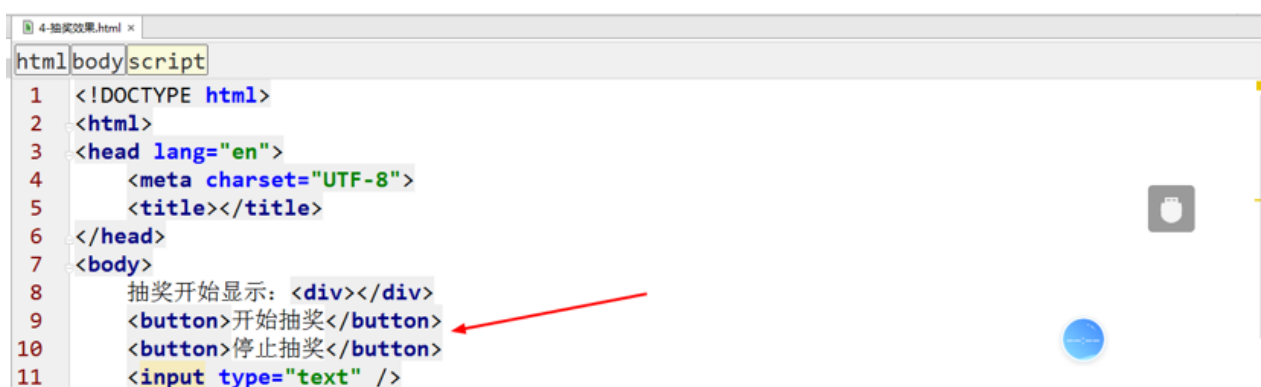 4-抽奖效果.html ×
html body script
1 <!DOCTYPE html>
2 <html>
3 <head lang="en">
4 <meta charset="UTF-8">
5 <title></title>
6 </head>
7 <body>
8 抽奖开始显示：<div></div>
9 <button>开始抽奖</button>
10 <button>停止抽奖</button>
11 <input type="text" />